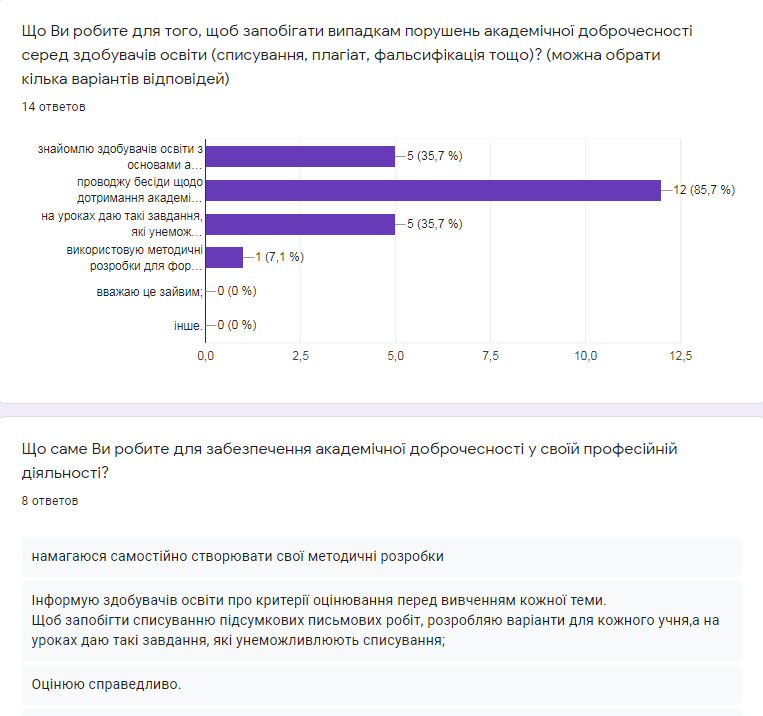 Що Ви робите для того, щоб запобігати випадкам порушень академічної доброчесності
серед здобувачів освіти (списування, плагіат, фальсифікація тощо)? (можна обрати
кілька варіантів відповідей)
14 ответов
знайомлю здобувачів освіти з
основами а...
5 (35,7 %)
проводжу бесіди щодо
дотримання академі...
12 (85,7 %)
на уроках даю такі завдання,
які унемож...
5 (35,7 %)
використовую методичні
розробки для фор...
1 (7,1 %)
вважаю це зайвим;
0 (0 %)
інше.
0 (0 %)
0,0 2,5 5,0 7,5 10,0 12,5
Що саме Ви робите для забезпечення академічної доброчесності у своїй професійній
діяльності?
8 ответов
намагаюся самостійно створювати свої методичні розробки
Інформую здобувачів освіти про критерії оцінювання перед вивченням кожної теми.
Щоб запобігти списуванню підсумкових письмових робіт, розробляю варіанти для кожного учня,а на
уроках даю такі завдання, які унеможливлюють списування;
Оцінюю справедливо.